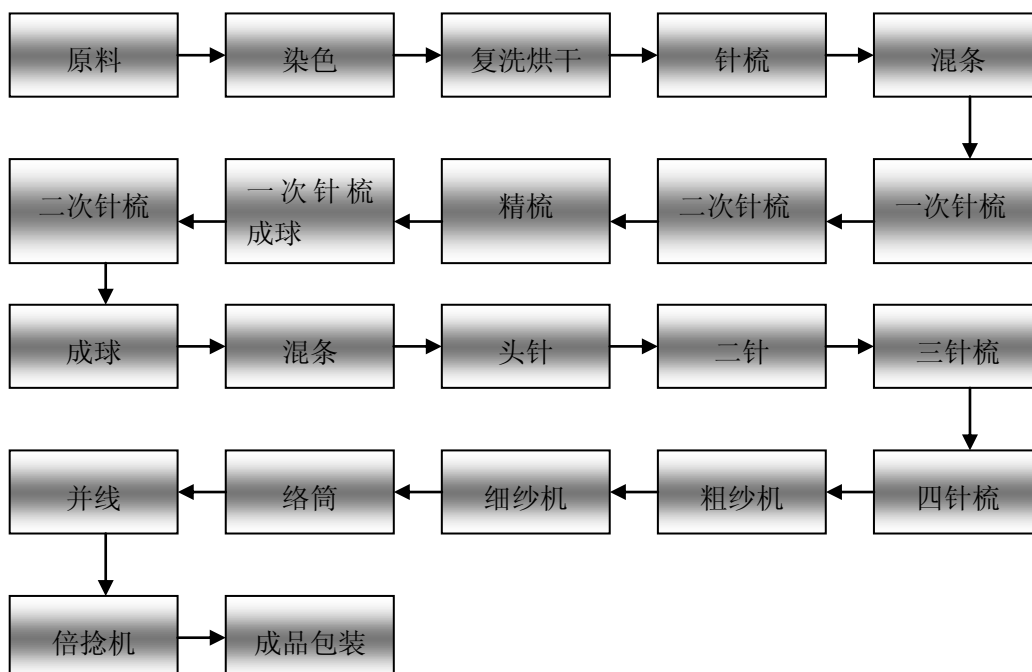 原料
染色
复洗烘干
针梳
混条
一次针梳
二次针梳
精梳
一次针梳
成球
二次针梳
成球
混条
头针
二针
三针梳
四针梳
粗纱机
细纱机
络筒
并线
倍捻机
成品包装